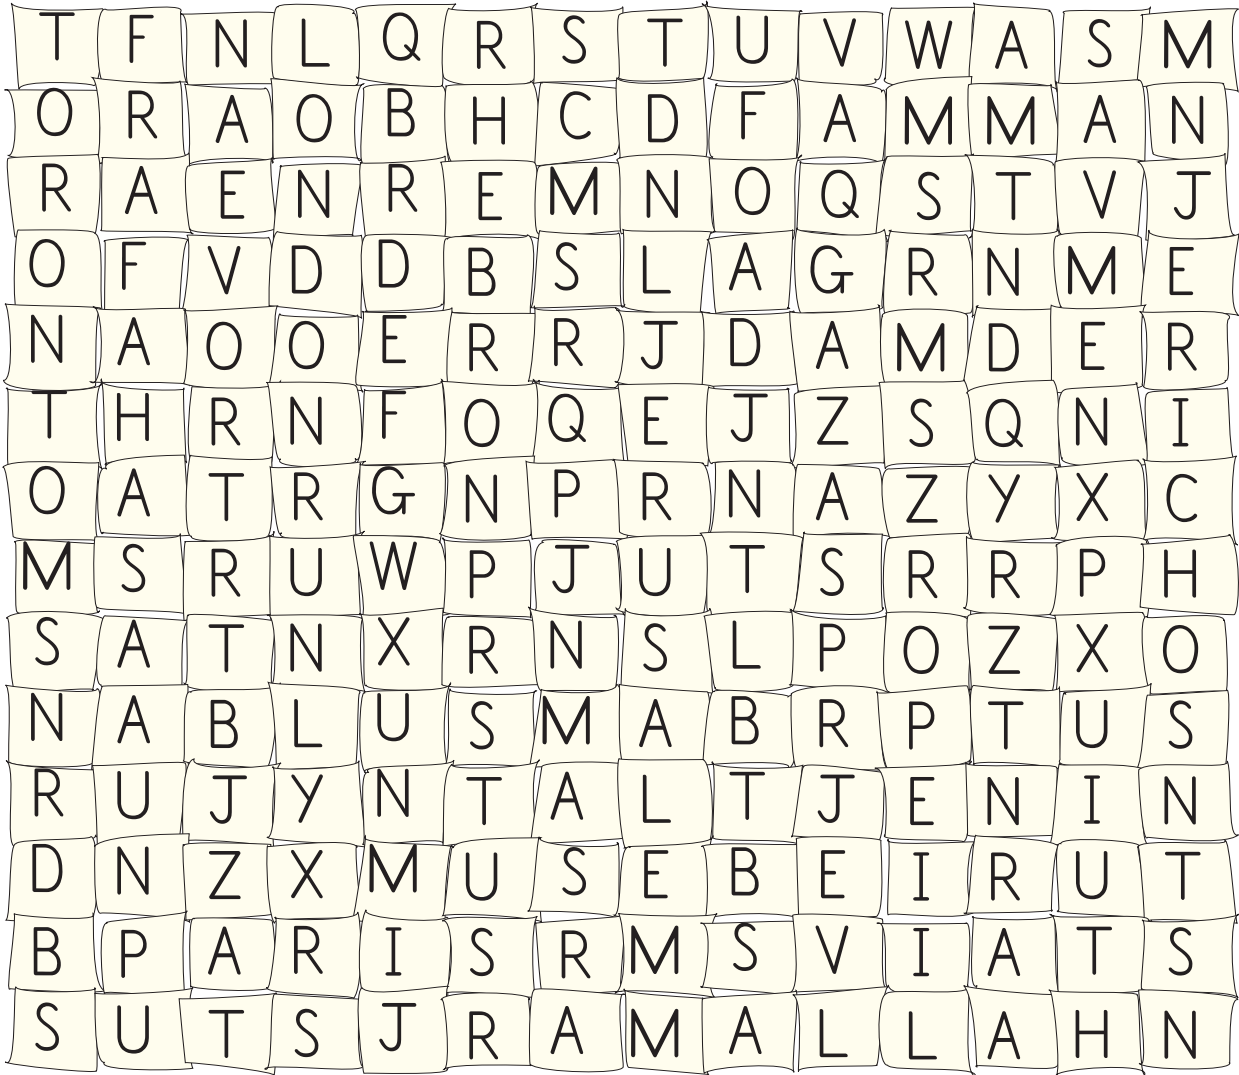 T F N L Q R S T U V W A S M
O R A O B H C D F A M M A N
R A E N R E M N O Q S T V J
O F V D D B S L A G R N M E
N A O O E R R J D A M D E R
T H R N F O Q E J Z S Q N I
O A T R G N P R N A Z Y X C
M S R U W P J U T S R R P H
S A T N X R N S L P O Z X O
N A B L U S M A B R P T U S
R U J Y N T A L T J E N I N
D N Z X M U S E B E I R U T
B P A R I S R M S V I A T S
S U T S J R A M A L L A H N